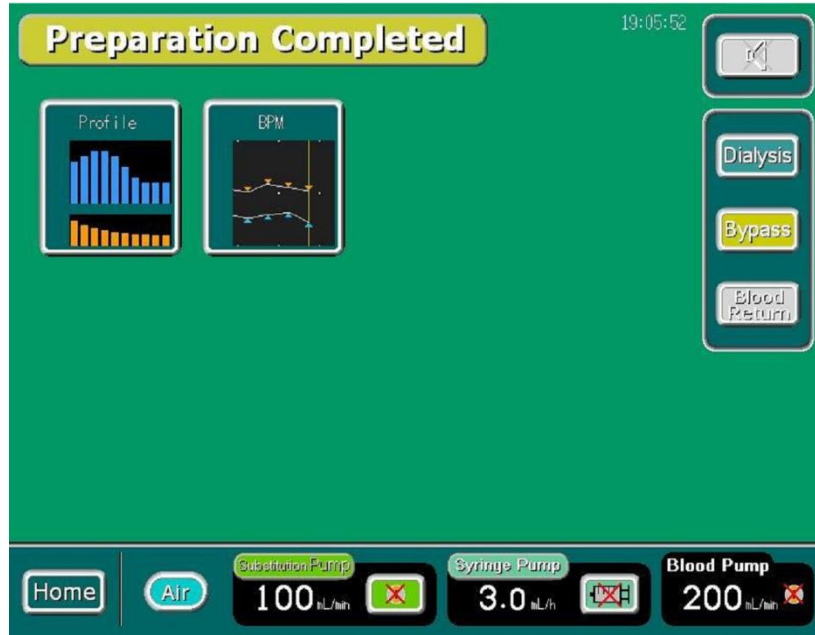 Preparation Completed
19:05:52
Profile
BPM
Dialysis
Bypass
Blood
Return
Home
Air
Substitution Pump
100 mL/min
Syringe Pump
3.0 mL/h
Blood Pump
200 mL/min